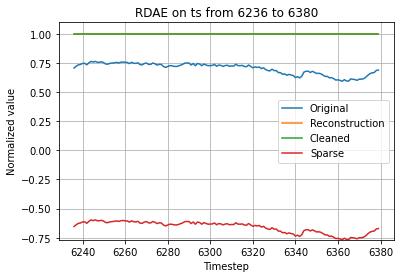 RDAE on ts from 6236 to 6380
Normalized value
1.00
0.75
0.50
0.25
0.00
−0.25
−0.50
−0.75
Original
Reconstruction
Cleaned
Sparse
6240 6260 6280 6300 6320 6340 6360 6380
Timestep